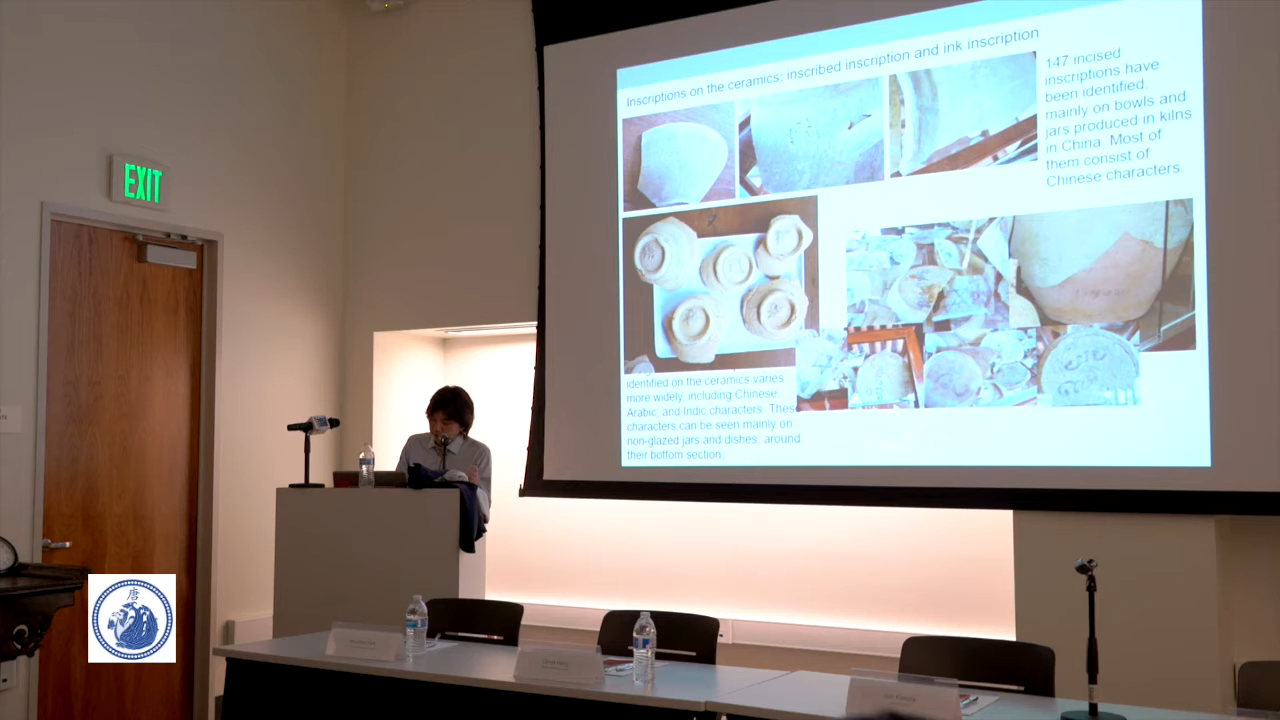 EXIT
Inscriptions on the ceramics: inscribed inscription and ink inscription
147 incised
inscriptions have
been identified,
mainly on bowls and
jars produced in kilns
in China. Most of
them consist of
Chinese characters.
identified on the ceramics varies
more widely, including Chinese,
Arabic, and Indic characters. These
characters can be seen mainly on
non-glazed jars and dishes, around
their bottom section.
唐